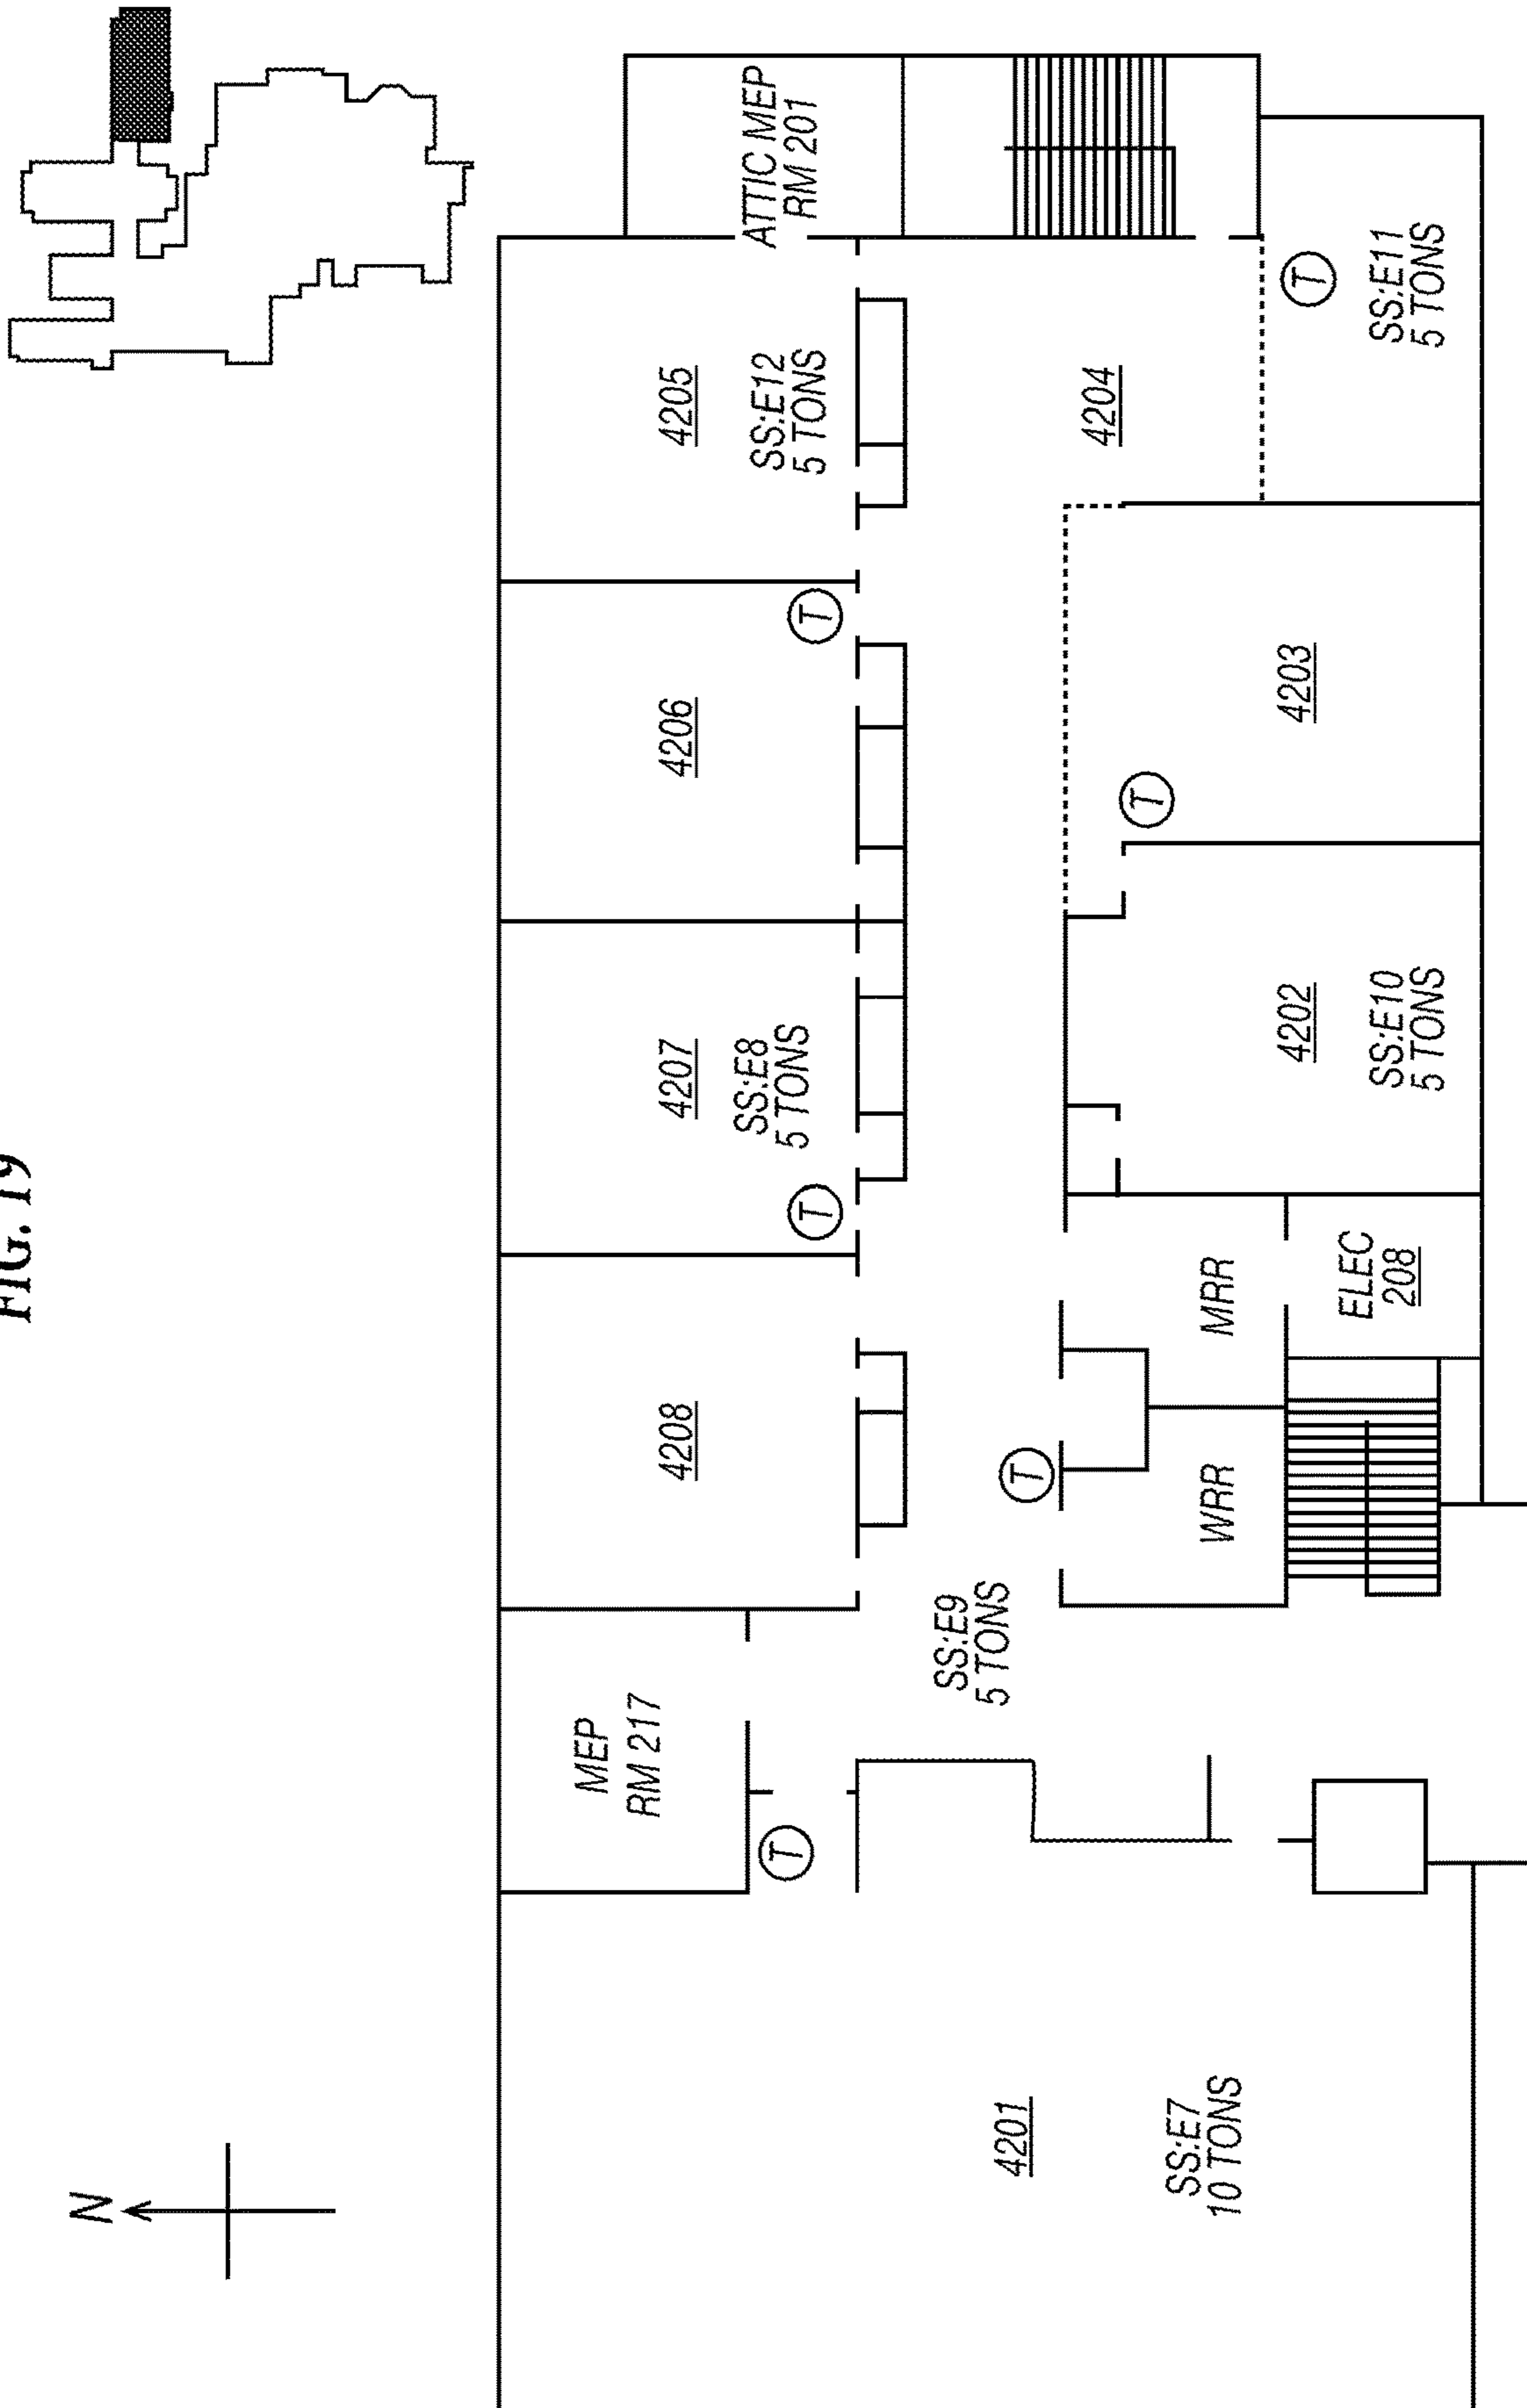 FIG. 19
N
MEP
RM 217
4208
4207
SS:E8
5 TONS
4206
4205
SS:E12
5 TONS
ATTIC MEP
RM 201
T
T
T
4201
SS:E7
10 TONS
SS:E9
5 TONS
T
WRR
MRR
ELEC
208
4202
SS:E10
5 TONS
T
4203
4204
T
SS:E11
5 TONS